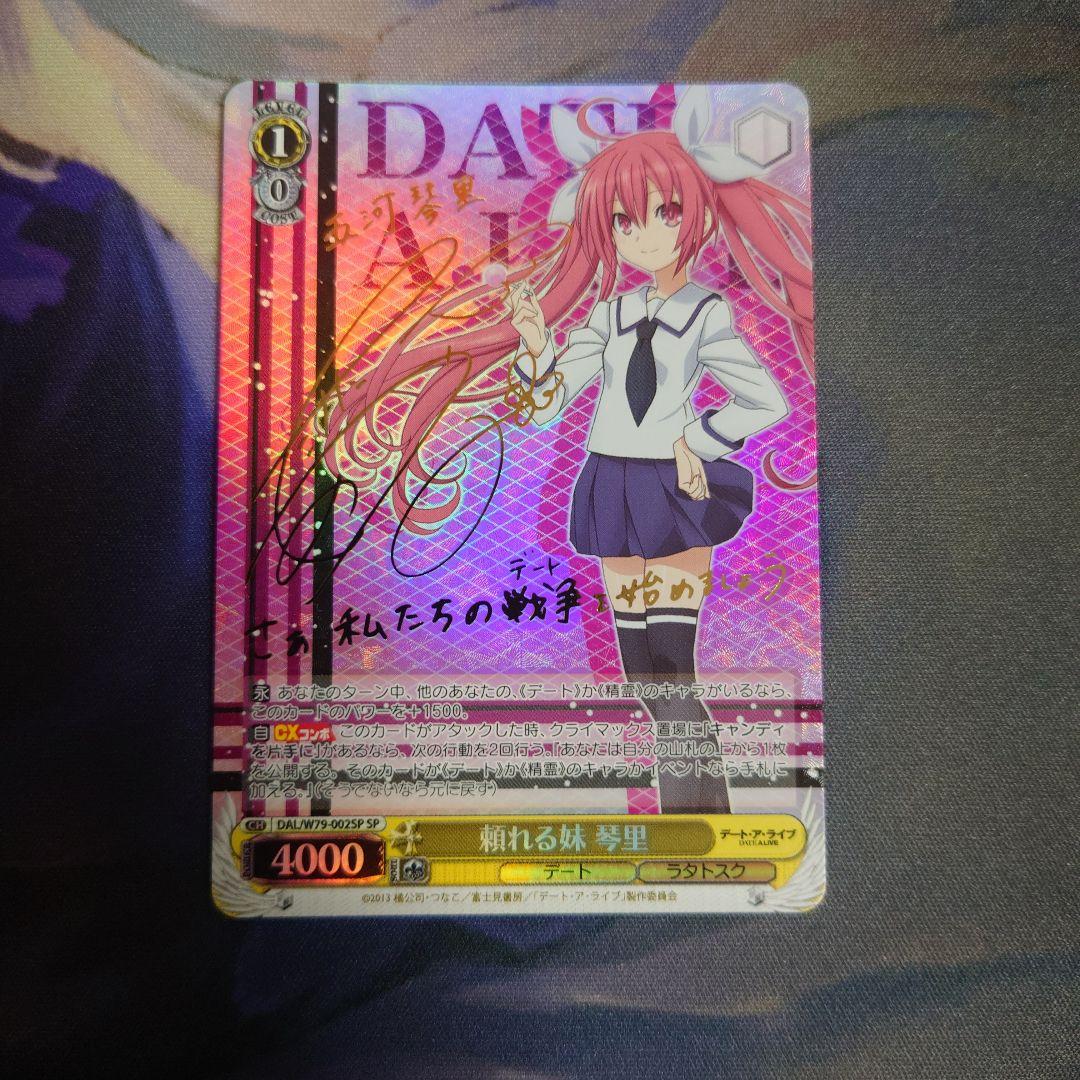 LEVEL
1
0
COST
DATE
A.L
五河琴里
デート
さぁ 私たちの戦争を始めましょう
永 あなたのターン中、他のあなたの、《デート》か《精霊》のキャラがいるなら、
このカードのパワーを＋1500。
自 CXコンボ このカードがアタックした時、クライマックス置場に「キャンディ
を片手に」があるなら、次の行動を2回行う。『あなたは自分の山札の上から1枚
を公開する。そのカードが《デート》か《精霊》のキャラかイベントなら手札に
加える。』（そうでないなら元に戻す）
CH DAL/W79-002SP SP
頼れる妹 琴里
デート・ア・ライブ
DATE A LIVE
POWER 4000 SOUL
デート ラタトスク
©2013 橘公司・つなこ／富士見書房／「デート・ア・ライブ」製作委員会